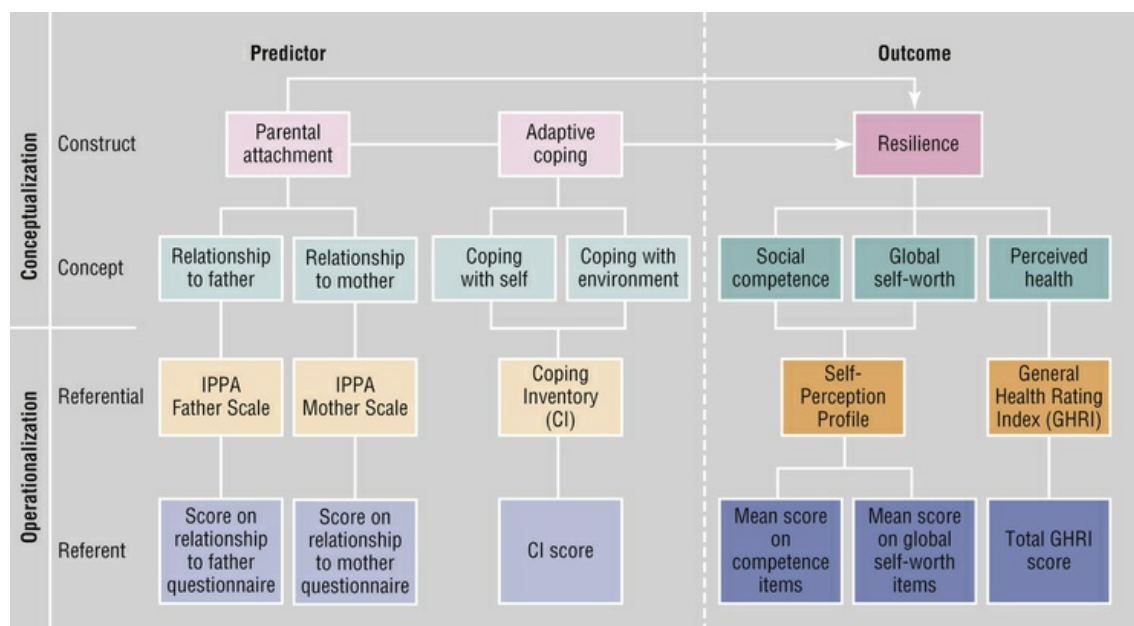 Predictor
Outcome
Conceptualization
Construct
Parental
attachment
Adaptive
coping
Resilience
Concept
Relationship
to father
Relationship
to mother
Coping
with self
Coping with
environment
Social
competence
Global
self-worth
Perceived
health
Operationalization
Referential
IPPA
Father Scale
IPPA
Mother Scale
Coping
Inventory
(CI)
Self-
Perception
Profile
General
Health Rating
Index (GHRI)
Referent
Score on
relationship
to father
questionnaire
Score on
relationship
to mother
questionnaire
CI score
Mean score
on
competence
items
Mean score
on global
self-worth
items
Total GHRI
score